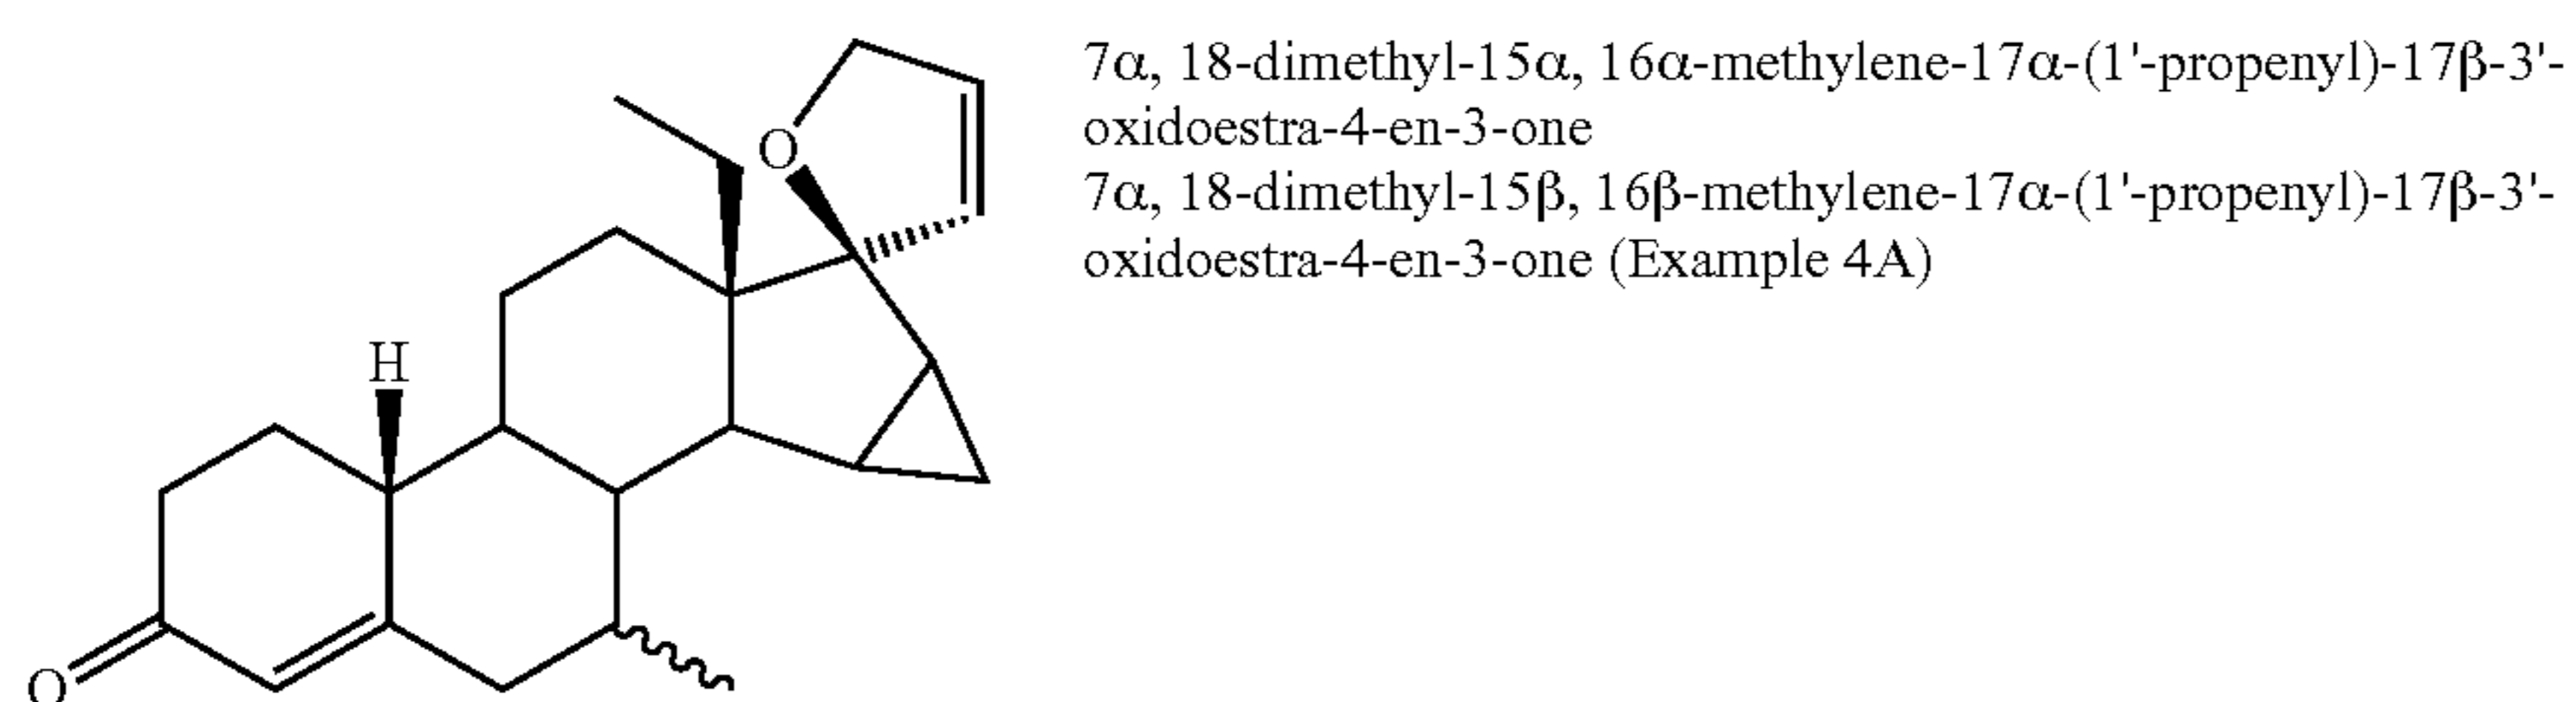 O
H
O
7α, 18-dimethyl-15α, 16α-methylene-17α-(1'-propenyl)-17β-3'-
oxidoestra-4-en-3-one
7α, 18-dimethyl-15β, 16β-methylene-17α-(1'-propenyl)-17β-3'-
oxidoestra-4-en-3-one (Example 4A)